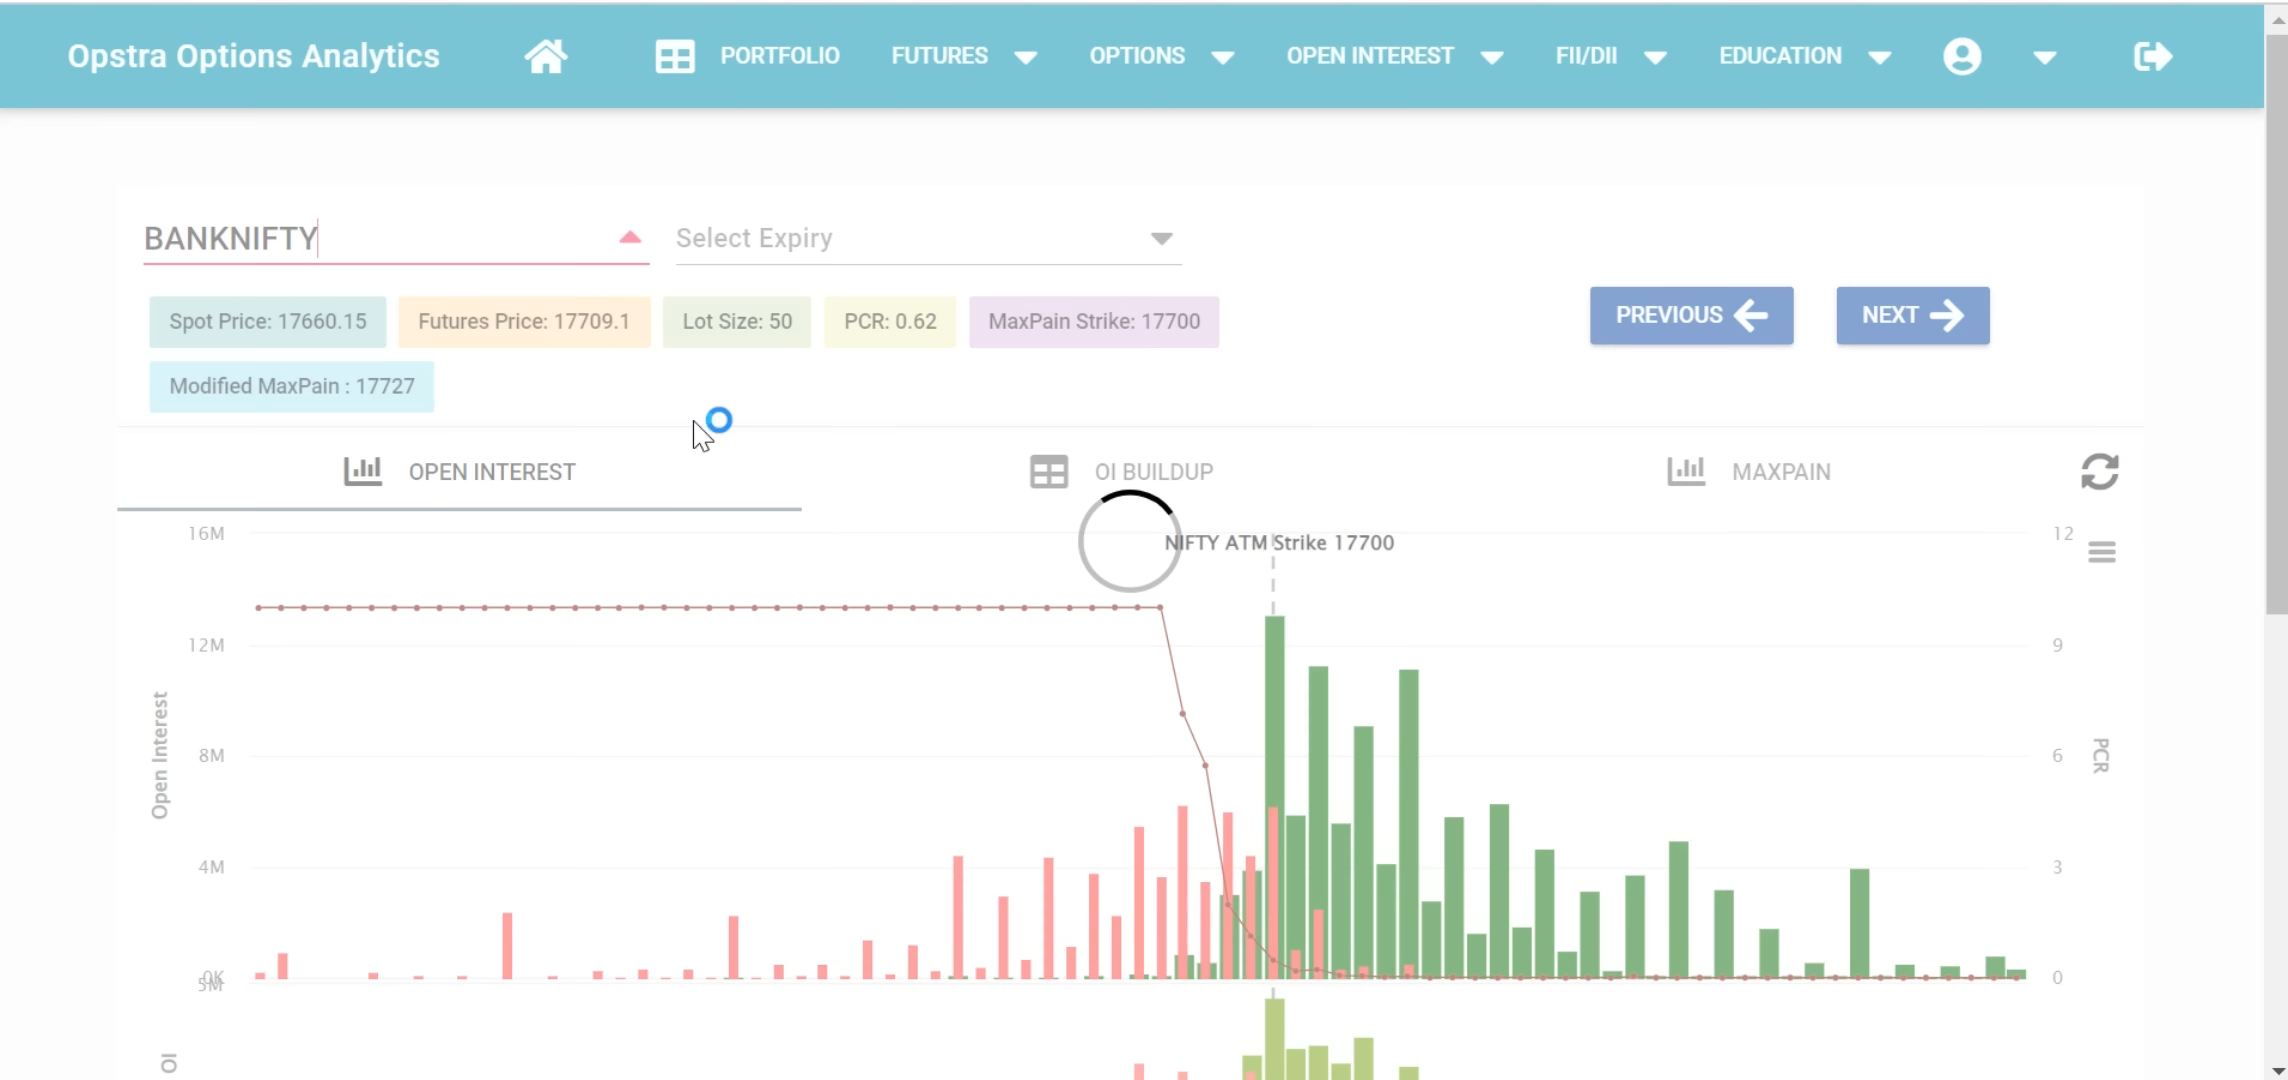 Opstra Options Analytics PORTFOLIO FUTURES OPTIONS OPEN INTEREST FII/DII EDUCATION
BANKNIFTY Select Expiry
Spot Price: 17660.15 Futures Price: 17709.1 Lot Size: 50 PCR: 0.62 MaxPain Strike: 17700
PREVIOUS NEXT
Modified MaxPain : 17727
OPEN INTEREST OI BUILDUP MAXPAIN
NIFTY ATM Strike 17700
16M 12
12M 9
8M 6
4M 3
0K 0
5M
Open Interest
PCR
OI